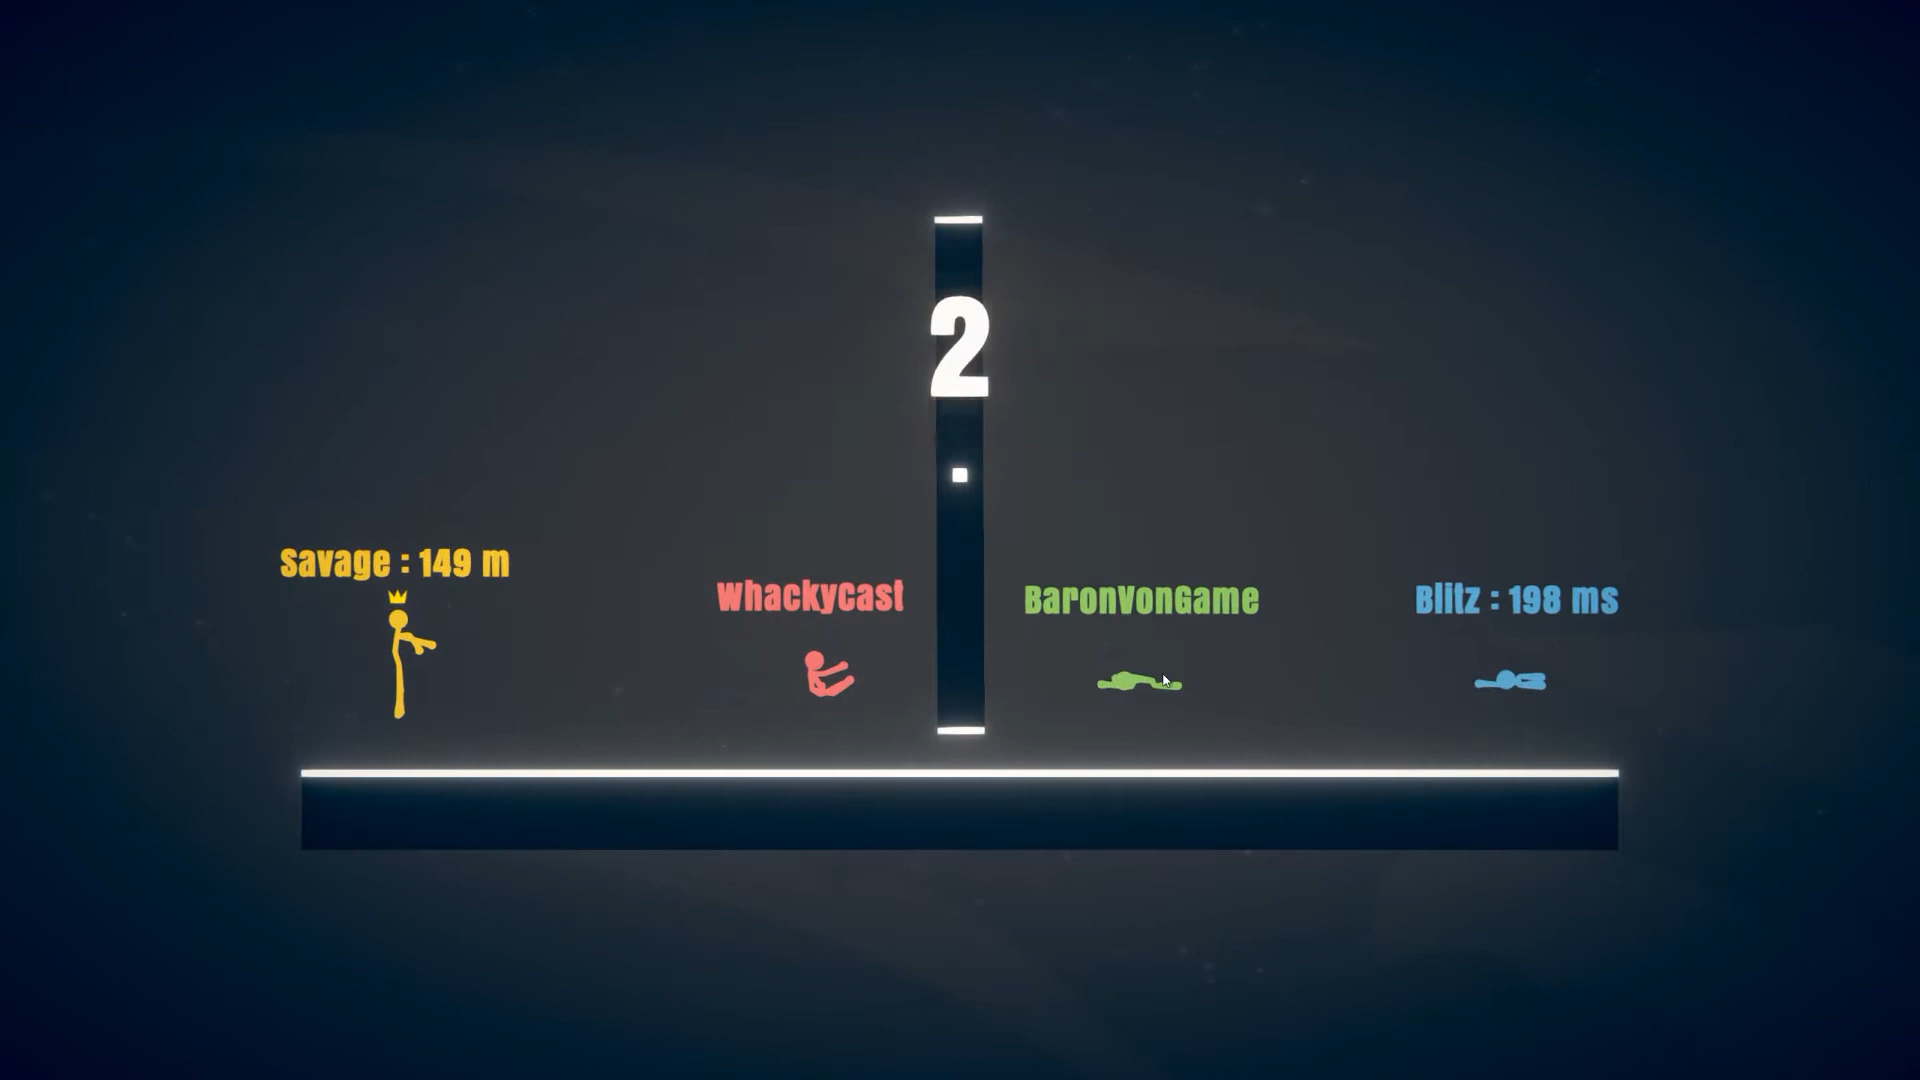 2
Savage : 149 m
WhackyCast
BaronVonGame
Blitz : 198 ms